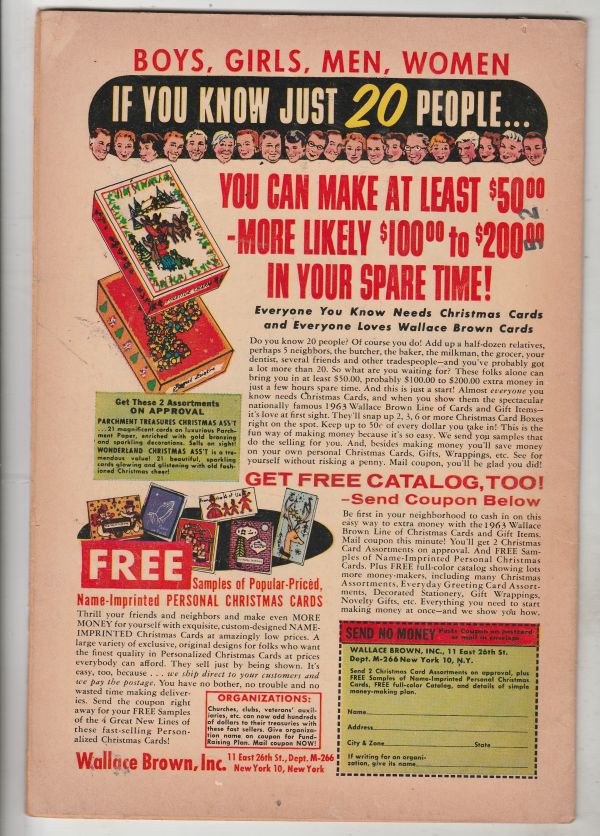 BOYS, GIRLS, MEN, WOMEN
IF YOU KNOW JUST 20 PEOPLE...
YOU CAN MAKE AT LEAST $50⁰⁰
-MORE LIKELY $100⁰⁰ to $200⁰⁰
IN YOUR SPARE TIME!
Everyone You Know Needs Christmas Cards
and Everyone Loves Wallace Brown Cards
Do you know 20 people? Of course you do! Add up a half-dozen relatives,
perhaps 5 neighbors, the butcher, the baker, the milkman, the grocer, your
dentist, several friends and other tradespeople—and you've probably got
a lot more than 20. So what are you waiting for? These folks alone can
bring you in at least $50.00, probably $100.00 to $200.00 extra money in
just a few hours spare time. And this is just a start! Almost everyone you
know needs Christmas Cards, and when you show them the spectacular
nationally famous 1963 Wallace Brown Line of Cards and Gift Items—
it's love at first sight. They'll snap up 2, 3, 6 or more Christmas Card Boxes
right on the spot. Keep up to 50c of every dollar you take in! This is the
fun way of making money because it's so easy. We send you samples that
do the selling for you. And, besides making money you'll save money
on your own personal Christmas Cards, Gifts, Wrappings, etc. See for
yourself without risking a penny. Mail coupon, you'll be glad you did!
Get These 2 Assortments
ON APPROVAL
PARCHMENT TREASURES CHRISTMAS ASS'T
...21 magnificent cards on luxurious Parch-
ment Paper, enriched with gold bronzing
and sparkling decorations. Sells on sight!
WONDERLAND CHRISTMAS ASS'T is a tre-
mendous value! 21 beautiful, sparkling
cards glowing and glistening with old fash-
ioned Christmas cheer!
GET FREE CATALOG, TOO!
–Send Coupon Below
Be first in your neighborhood to cash in on this
easy way to extra money with the 1963 Wallace
Brown Line of Christmas Cards and Gift Items.
Mail coupon this minute! You'll get 2 Christmas
Card Assortments on approval. And FREE Sam-
ples of Name-Imprinted Personal Christmas
Cards. Plus FREE full-color catalog showing lots
more money-makers, including many Christmas
Assortments, Everyday Greeting Card Assort-
ments, Decorated Stationery, Gift Wrappings,
Novelty Gifts, etc. Everything you need to start
making money at once—and we show you how.
FREE
Samples of Popular-Priced,
Name-Imprinted PERSONAL CHRISTMAS CARDS
Thrill your friends and neighbors and make even MORE
MONEY for yourself with exquisite, custom-designed NAME-
IMPRINTED Christmas Cards at amazingly low prices. A
large variety of exclusive, original designs for folks who want
the finest quality in Personalized Christmas Cards at prices
everybody can afford. They sell just by being shown. It's
easy, too, because . . . we ship direct to your customers and
we pay the postage. You have no bother, no trouble and no
wasted time making deliver-
ies. Send the coupon right
away for your FREE Samples
of the 4 Great New Lines of
these fast-selling Person-
alized Christmas Cards!
ORGANIZATIONS:
Churches, clubs, veterans' auxil-
iaries, etc. can now add hundreds
of dollars to their treasuries with
these fast sellers. Give organiza-
tion name on coupon for Fund-
Raising Plan. Mail coupon NOW!
Wallace Brown, Inc. 11 East 26th St., Dept. M-266
New York 10, New York
SEND NO MONEY Paste Coupon on postcard
or mail in envelope.
WALLACE BROWN, INC., 11 East 26th St.
Dept. M-266 New York 10, N.Y.
Send 2 Christmas Card Assortments on approval, plus
FREE Samples of Name-Imprinted Personal Christmas
Cards, FREE Full-color Catalog, and details of simple
money-making plan.
Name
Address
City & Zone State
If writing for an organi-
zation, give its name